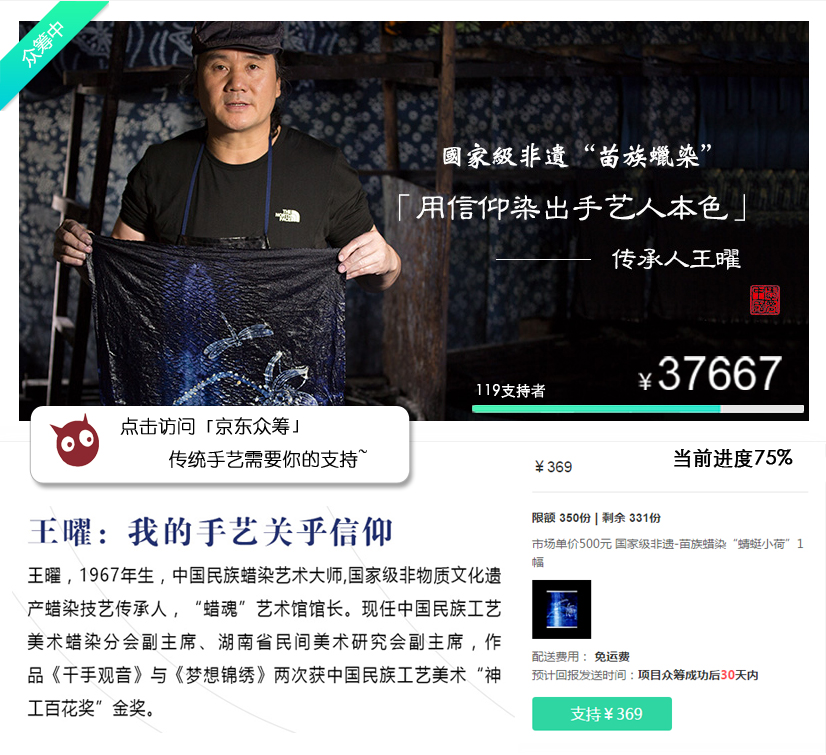 众筹中
國家級非遺“苗族蠟染”
「用信仰染出手艺人本色」
传承人王曜
THE NORTH FACE
119支持者
¥37667
点击访问「京东众筹」
传统手艺需要你的支持~
当前进度75%
¥369
限额 350份 | 剩余 331份
市场单价500元 国家级非遗-苗族蜡染“蜻蜓小荷”1
幅
配送费用： 免运费
预计回报发送时间：项目众筹成功后30天内
支持¥369
王曜：我的手艺关乎信仰
王曜，1967年生，中国民族蜡染艺术大师,国家级非物质文化遗
产蜡染技艺传承人，“蜡魂”艺术馆馆长。现任中国民族工艺
美术蜡染分会副主席、湖南省民间美术研究会副主席，作
品《千手观音》与《梦想锦绣》两次获中国民族工艺美术“神
工百花奖”金奖。